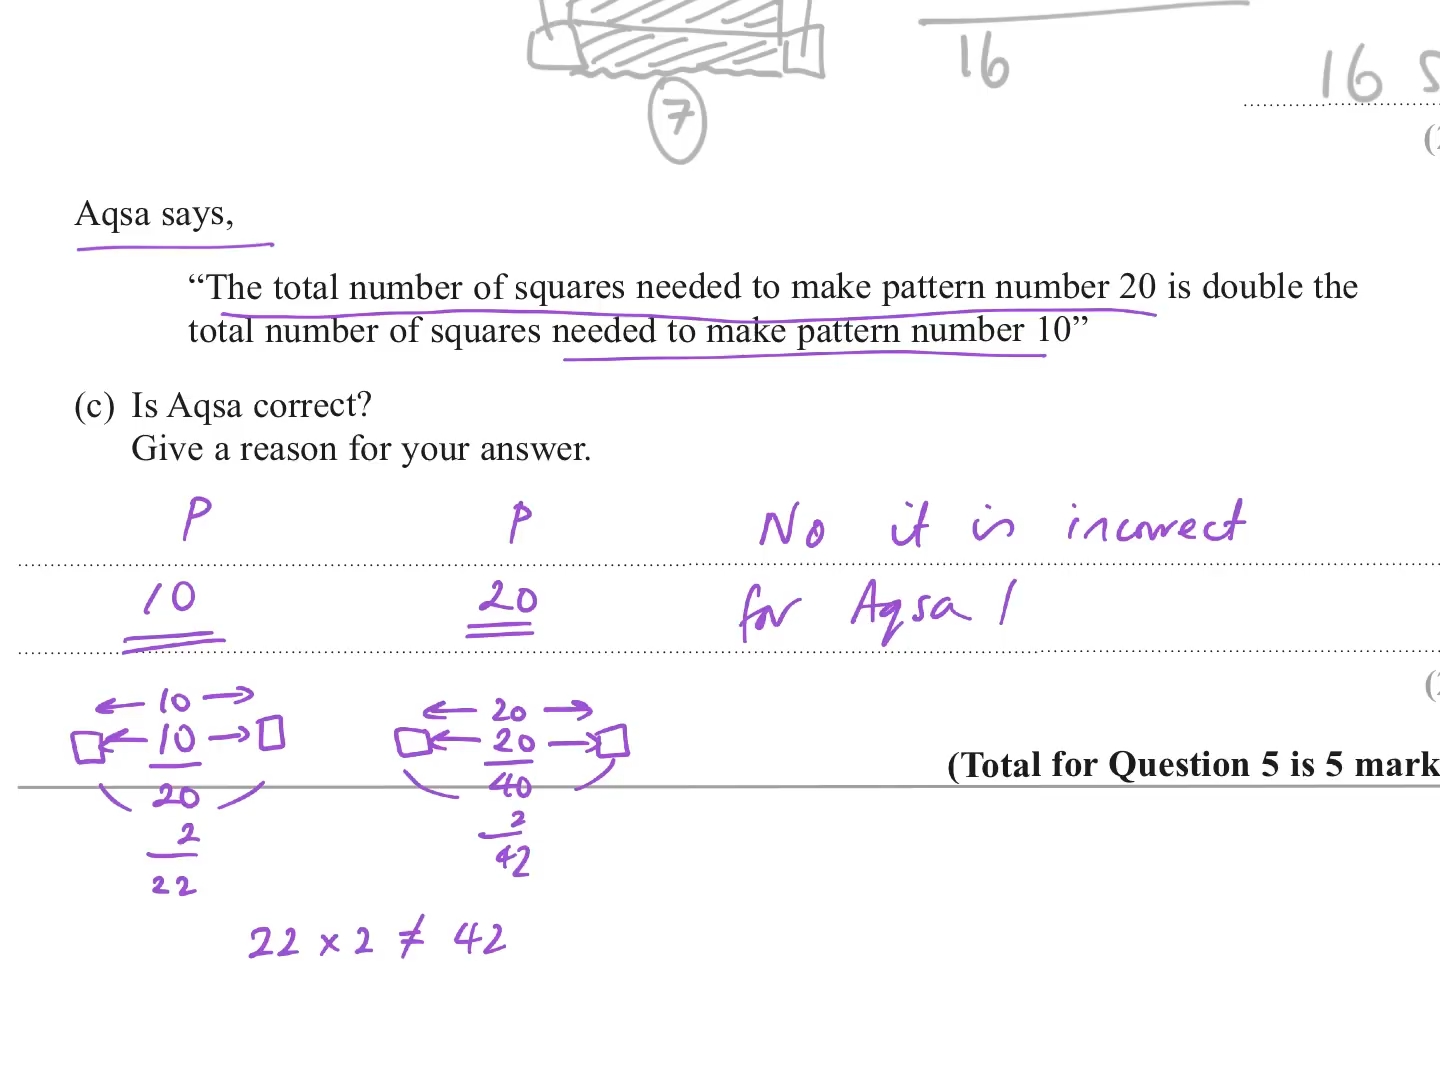 16
16
7
Aqsa says,
“The total number of squares needed to make pattern number 20 is double the
total number of squares needed to make pattern number 10”
(c) Is Aqsa correct?
Give a reason for your answer.
P P No it is incorrect
10 20 for Aqsa
10 20
10 20
20 40
2 2
22 42
(Total for Question 5 is 5 mark
22 × 2 ≠ 42